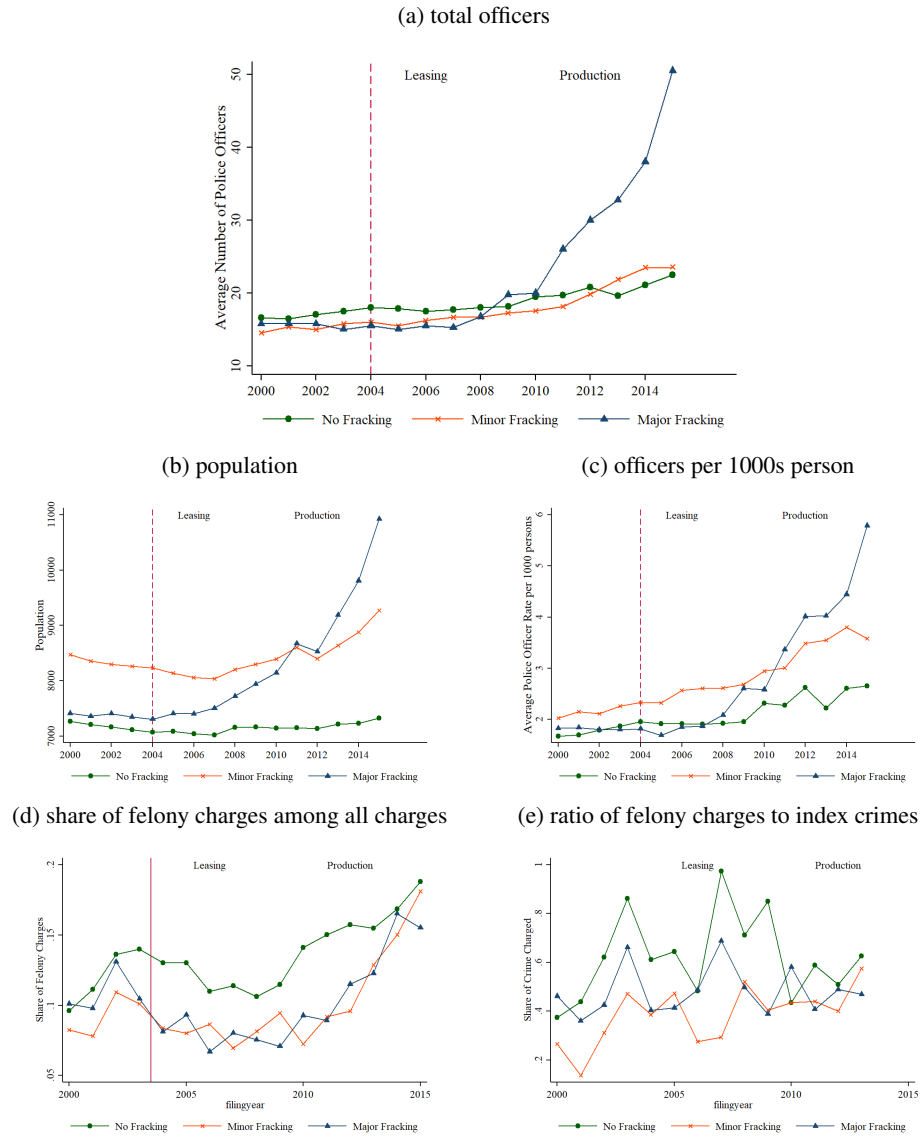 (a) total officers
Average Number of Police Officers
50
40
30
20
10
Leasing Production
2000 2002 2004 2006 2008 2010 2012 2014
No Fracking Minor Fracking Major Fracking
(b) population
Population
11000
10000
9000
8000
7000
Leasing Production
2000 2002 2004 2006 2008 2010 2012 2014
No Fracking Minor Fracking Major Fracking
(c) officers per 1000s person
Average Police Officer Rate per 1000 persons
6
5
4
3
2
Leasing Production
2000 2002 2004 2006 2008 2010 2012 2014
No Fracking Minor Fracking Major Fracking
(d) share of felony charges among all charges
Share of Felony Charges
.2
.15
.1
.05
Leasing Production
2000 2005 2010 2015
filingyear
No Fracking Minor Fracking Major Fracking
(e) ratio of felony charges to index crimes
Share of Crime Charged
1
.8
.6
.4
.2
Leasing Production
2000 2005 2010 2015
filingyear
No Fracking Minor Fracking Major Fracking